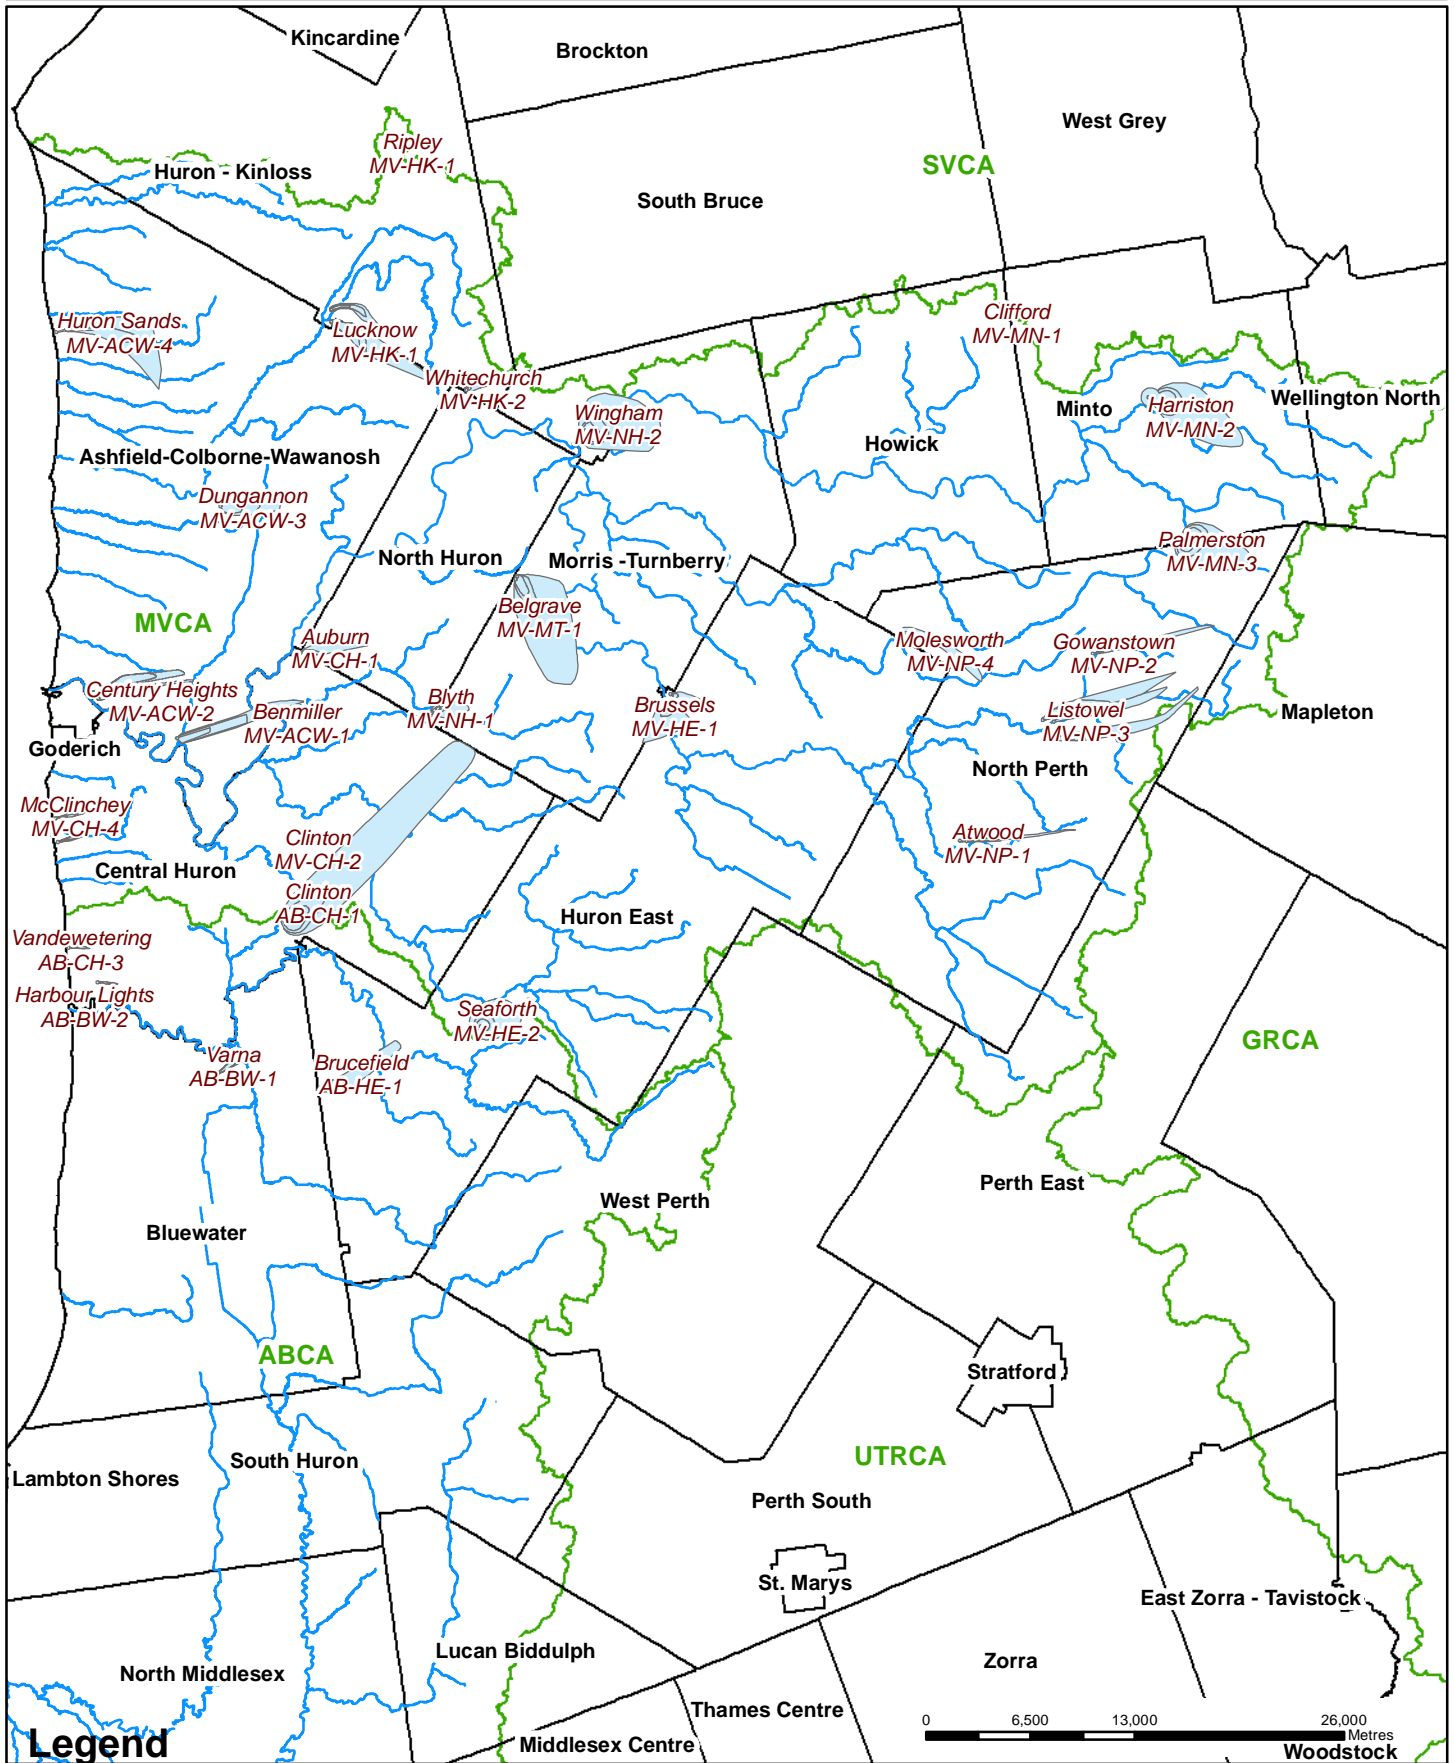 Kincardine
Brockton
West Grey
Ripley
MV-HK-1
SVCA
Huron - Kinloss
South Bruce
Huron Sands
MV-ACW-4
Lucknow
MV-HK-1
Clifford
MV-MN-1
Whitechurch
MV-HK-2
Wingham
MV-NH-2
Minto
Harriston
MV-MN-2
Wellington North
Howick
Ashfield-Colborne-Wawanosh
Dungannon
MV-ACW-3
North Huron
Morris -Turnberry
Palmerston
MV-MN-3
Belgrave
MV-MT-1
MVCA
Auburn
MV-CH-1
Molesworth
MV-NP-4
Gowanstown
MV-NP-2
Century Heights
MV-ACW-2
Benmiller
MV-ACW-1
Blyth
MV-NH-1
Brussels
MV-HE-1
Listowel
MV-NP-3
Mapleton
Goderich
North Perth
McClinchey
MV-CH-4
Clinton
MV-CH-2
Atwood
MV-NP-1
Central Huron
Clinton
AB-CH-1
Huron East
Vandewetering
AB-CH-3
Harbour Lights
AB-BW-2
Seaforth
MV-HE-2
GRCA
Varna
AB-BW-1
Brucefield
AB-HE-1
Perth East
West Perth
Bluewater
ABCA
Stratford
UTRCA
South Huron
Lambton Shores
Perth South
St. Marys
East Zorra - Tavistock
Lucan Biddulph
North Middlesex
Zorra
Thames Centre
0 6,500 13,000 26,000
Metres
Legend
Middlesex Centre
Woodstock